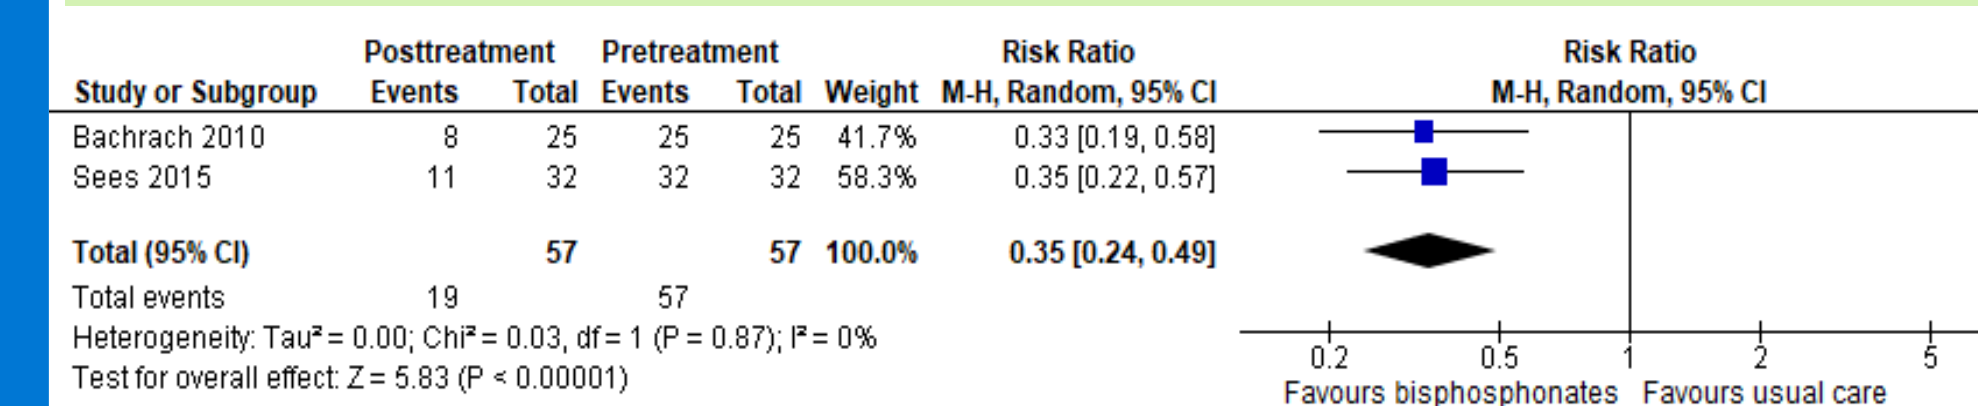 Posttreatment Pretreatment Risk Ratio Risk Ratio
Study or Subgroup Events Total Events Total Weight M-H, Random, 95% CI M-H, Random, 95% CI
Bachrach 2010 8 25 25 25 41.7% 0.33 [0.19, 0.58]
Sees 2015 11 32 32 32 58.3% 0.35 [0.22, 0.57]
Total (95% CI) 57 57 100.0% 0.35 [0.24, 0.49]
Total events 19 57
Heterogeneity: Tau² = 0.00; Chi² = 0.03, df = 1 (P = 0.87); I² = 0%
Test for overall effect: Z = 5.83 (P < 0.00001)
0.2 0.5 1 2 5
Favours bisphosphonates Favours usual care